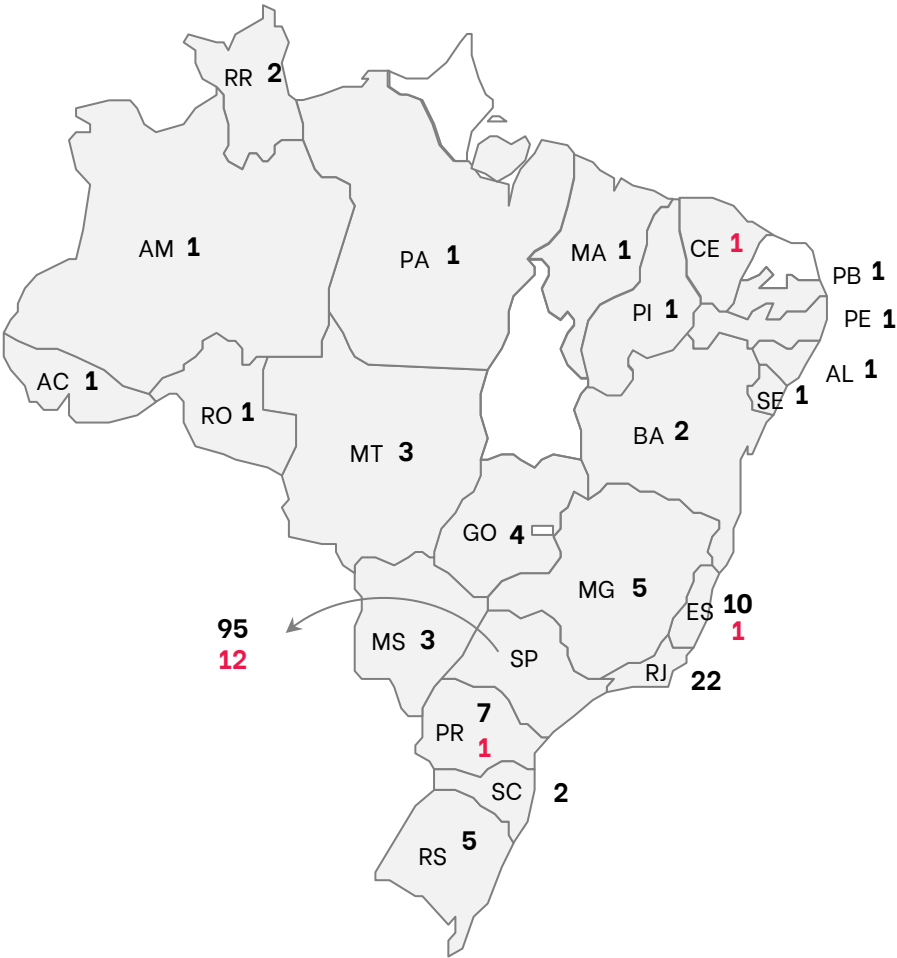 RR 2
AM 1
PA 1
MA 1
CE 1
PB 1
PI 1
PE 1
AC 1
AL 1
RO 1
SE 1
MT 3
BA 2
GO 4
MG 5
ES 10
1
95
12
MS 3
SP
RJ 22
PR 7
1
SC 2
RS 5